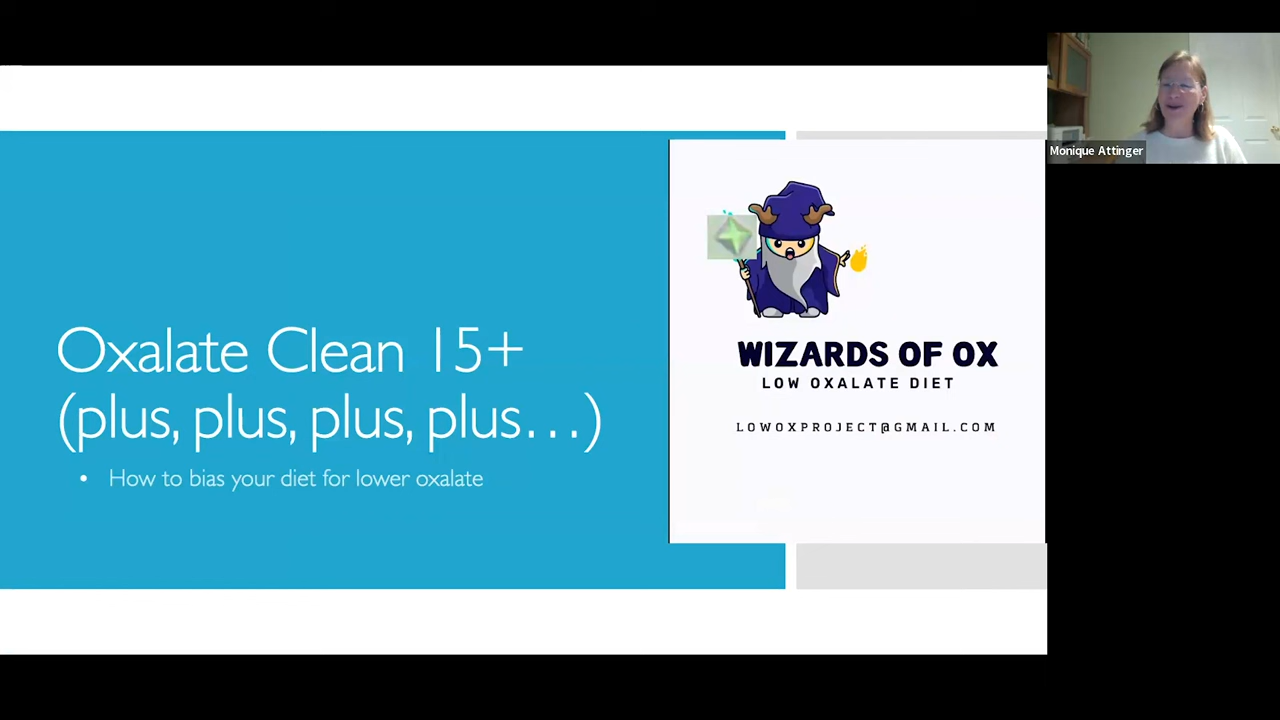 Oxalate Clean 15+
(plus, plus, plus, plus…)
• How to bias your diet for lower oxalate
WIZARDS OF OX
LOW OXALATE DIET
LOWOXPROJECT@GMAIL.COM
Monique Attinger